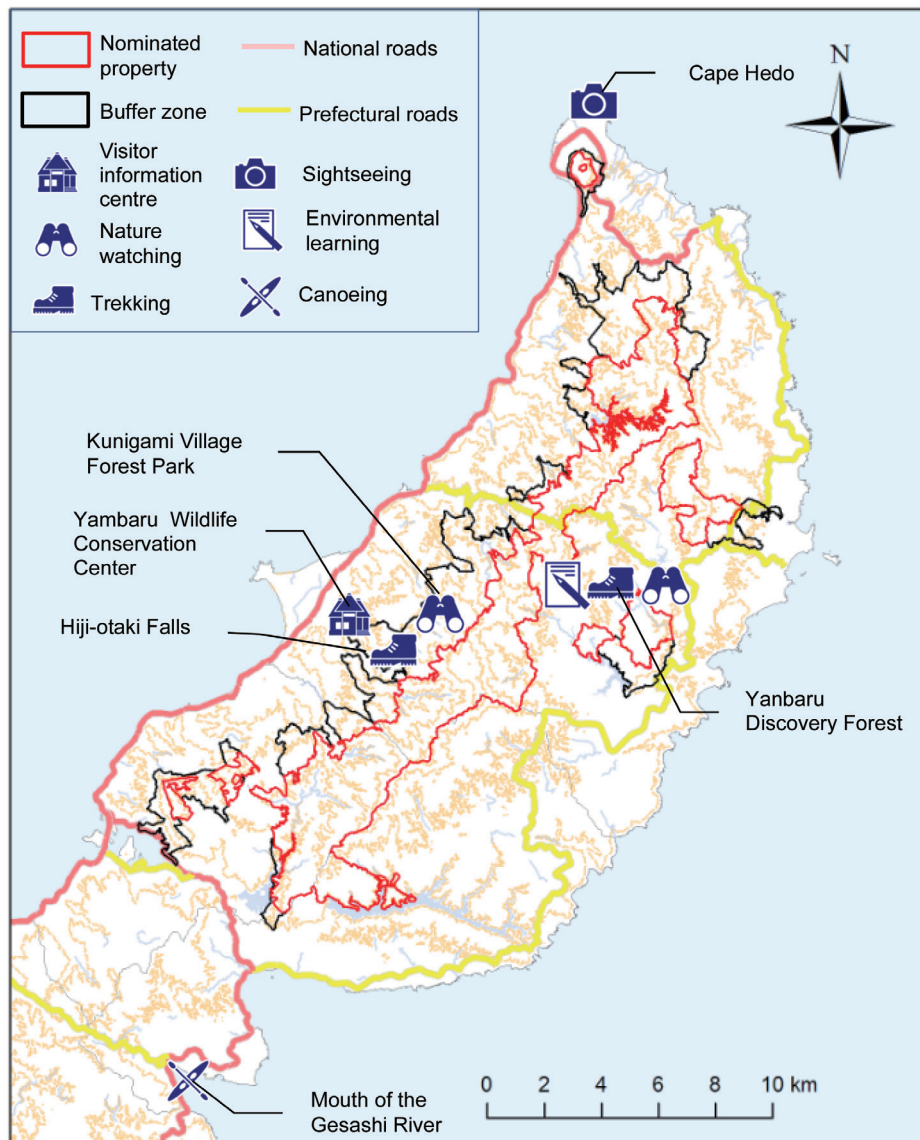 Nominated
property
National roads
Buffer zone
Prefectural roads
Visitor
information
centre
Sightseeing
Nature
watching
Environmental
learning
Trekking
Canoeing
Cape Hedo
N
Kunigami Village
Forest Park
Yambaru Wildlife
Conservation
Center
Hiji-otaki Falls
Yanbaru
Discovery Forest
Mouth of the
Gesashi River
0 2 4 6 8 10 km